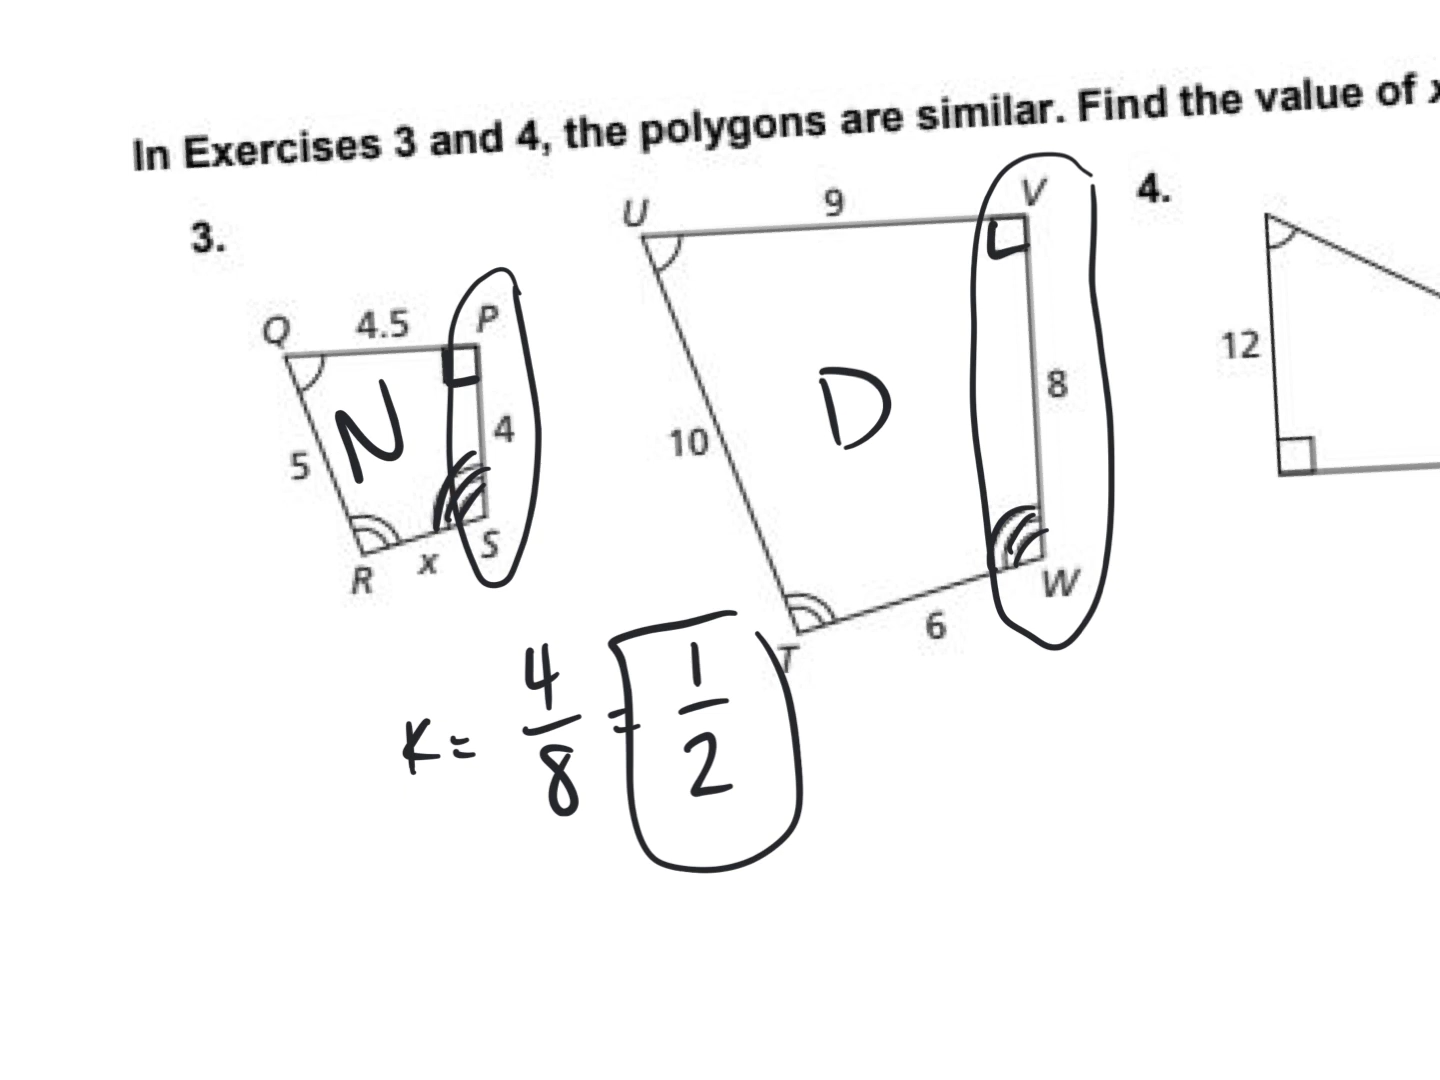 In Exercises 3 and 4, the polygons are similar. Find the value of x
3.
U 9 V
4.
Q 4.5 P
12
N 4
D 8
5 10
R x S
W
T 6
K = 4/8 = 1/2